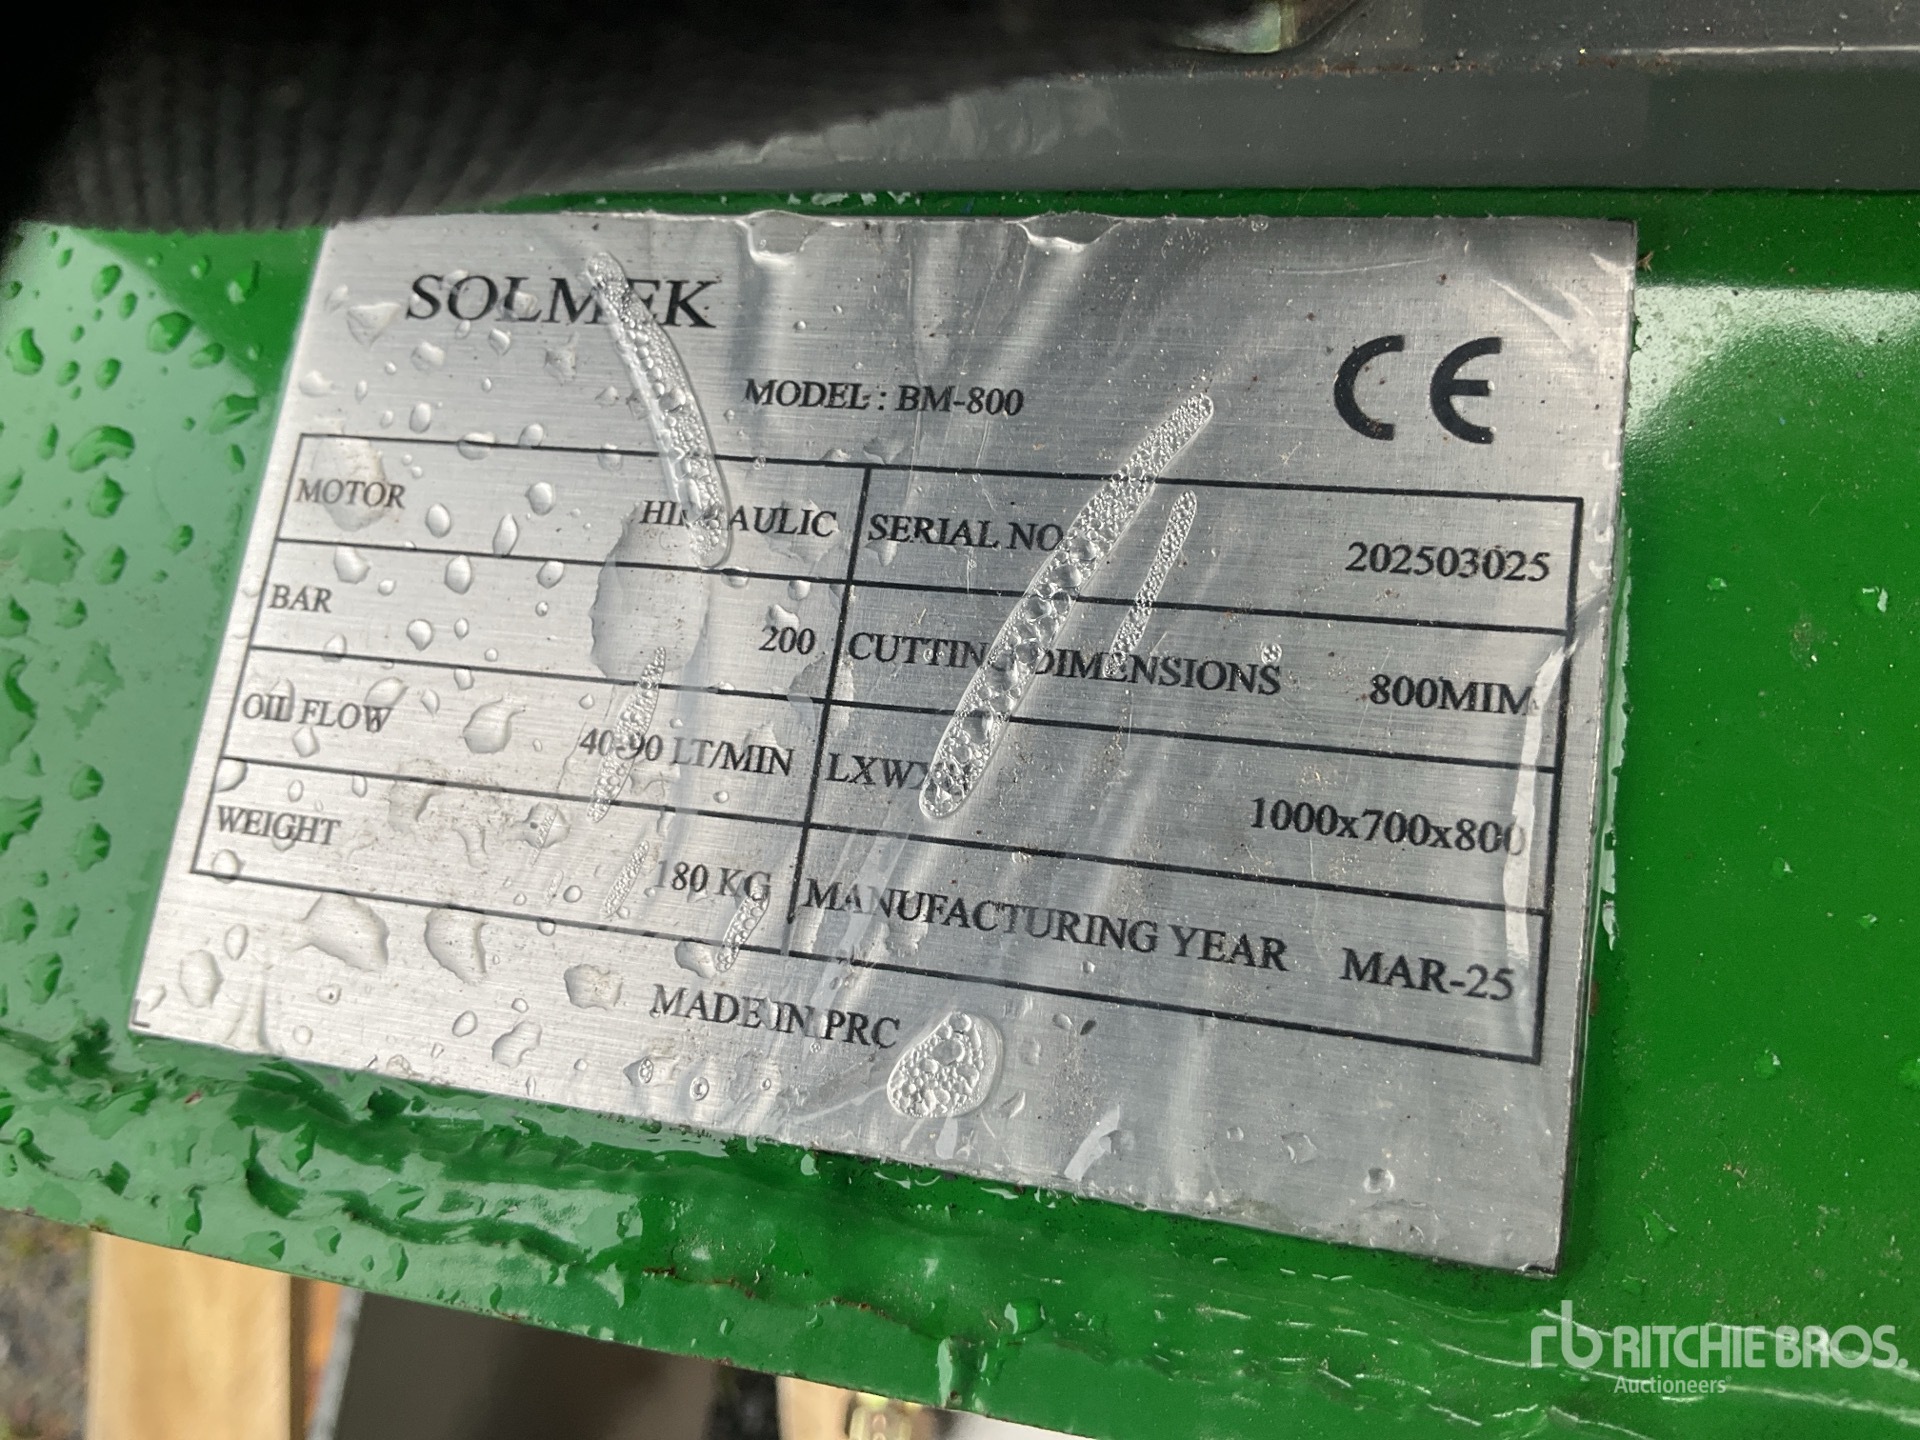 SOLMEK
MODEL : BM-800
CE
MOTOR HIDRAULIC SERIAL NO 202503025
BAR 200 CUTTING DIMENSIONS 800MIM
OIL FLOW 40-90 LT/MIN 1000x700x800
WEIGHT 180 KG MANUFACTURING YEAR MAR-25
MADE IN PRC
rb RITCHIE BROS.
Auctioneers